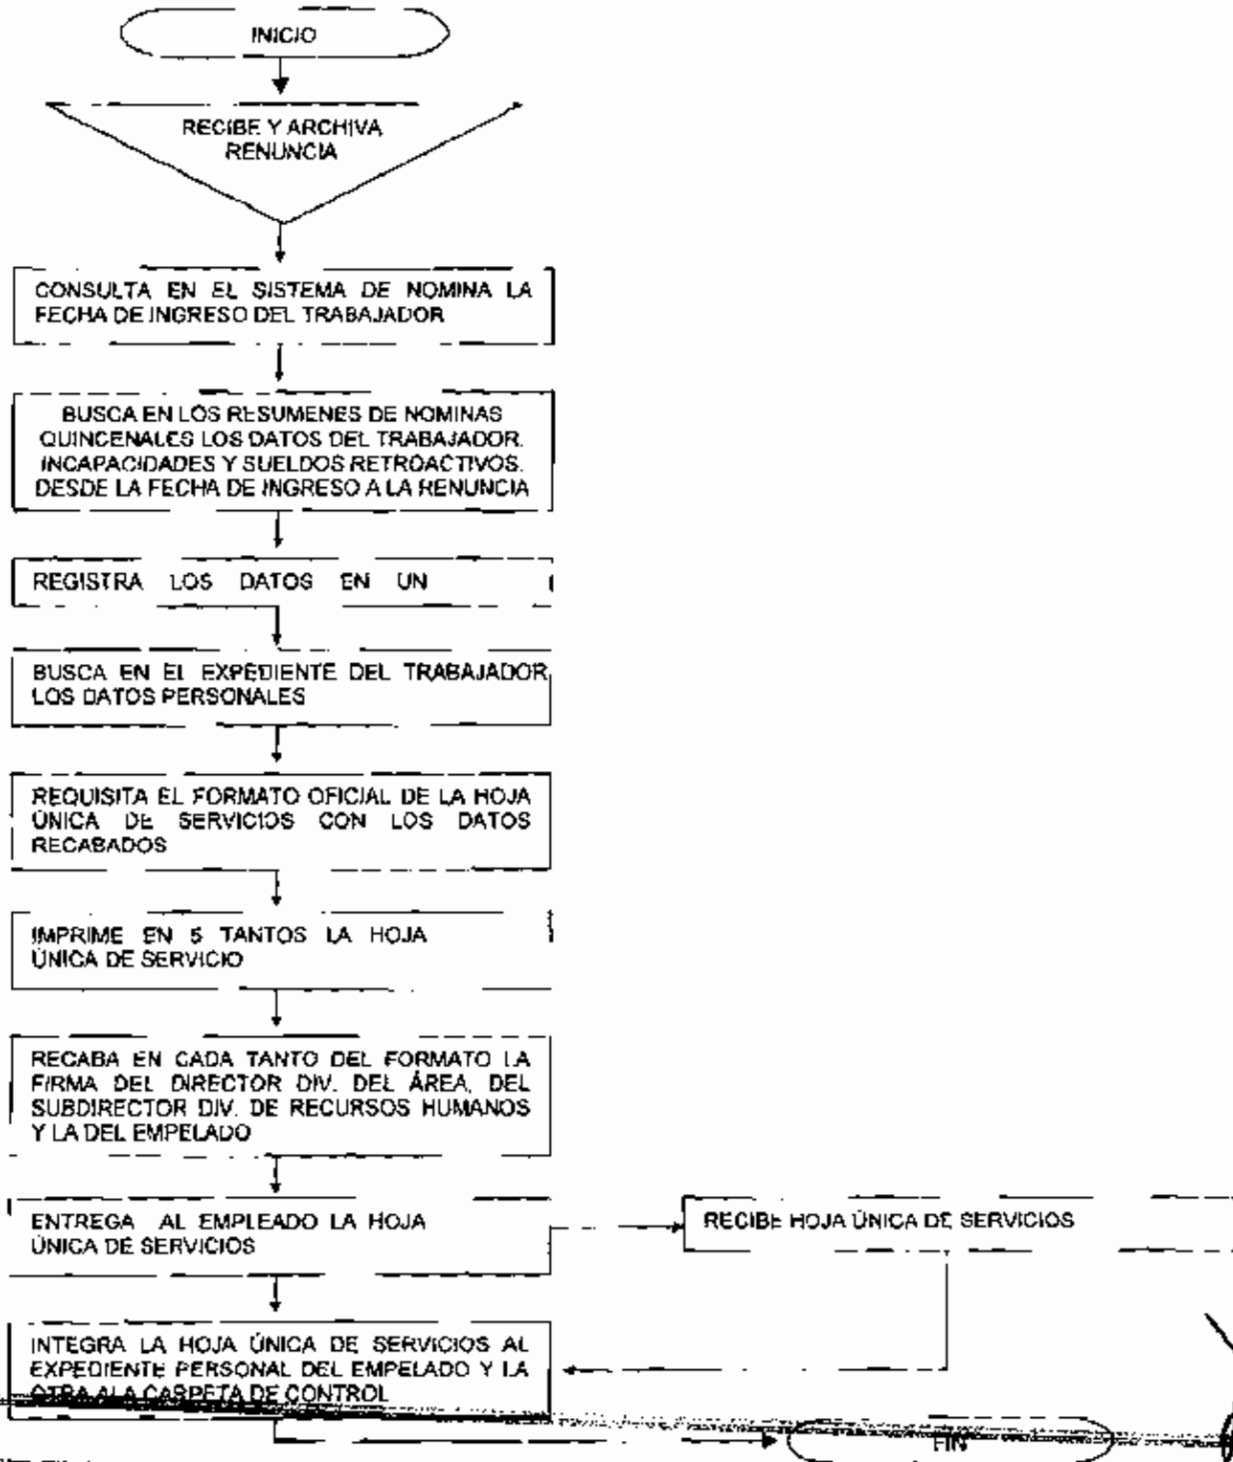 INICIO
RECIBE Y ARCHIVA
RENUNCIA
CONSULTA EN EL SISTEMA DE NOMINA LA
FECHA DE INGRESO DEL TRABAJADOR
BUSCA EN LOS RESUMENES DE NOMINAS
QUINCENALES LOS DATOS DEL TRABAJADOR,
INCAPACIDADES Y SUELDOS RETROACTIVOS,
DESDE LA FECHA DE INGRESO A LA RENUNCIA
REGISTRA LOS DATOS EN UN
BUSCA EN EL EXPEDIENTE DEL TRABAJADOR
LOS DATOS PERSONALES
REQUISITA EL FORMATO OFICIAL DE LA HOJA
ÚNICA DE SERVICIOS CON LOS DATOS
RECABADOS
IMPRIME EN 5 TANTOS LA HOJA
ÚNICA DE SERVICIO
RECABA EN CADA TANTO DEL FORMATO LA
FIRMA DEL DIRECTOR DIV. DEL ÁREA, DEL
SUBDIRECTOR DIV. DE RECURSOS HUMANOS
Y LA DEL EMPELADO
ENTREGA AL EMPLEADO LA HOJA
ÚNICA DE SERVICIOS
RECIBE HOJA ÚNICA DE SERVICIOS
INTEGRA LA HOJA ÚNICA DE SERVICIOS AL
EXPEDIENTE PERSONAL DEL EMPELADO Y LA
OTRA ALA CARPETA DE CONTROL
FIN